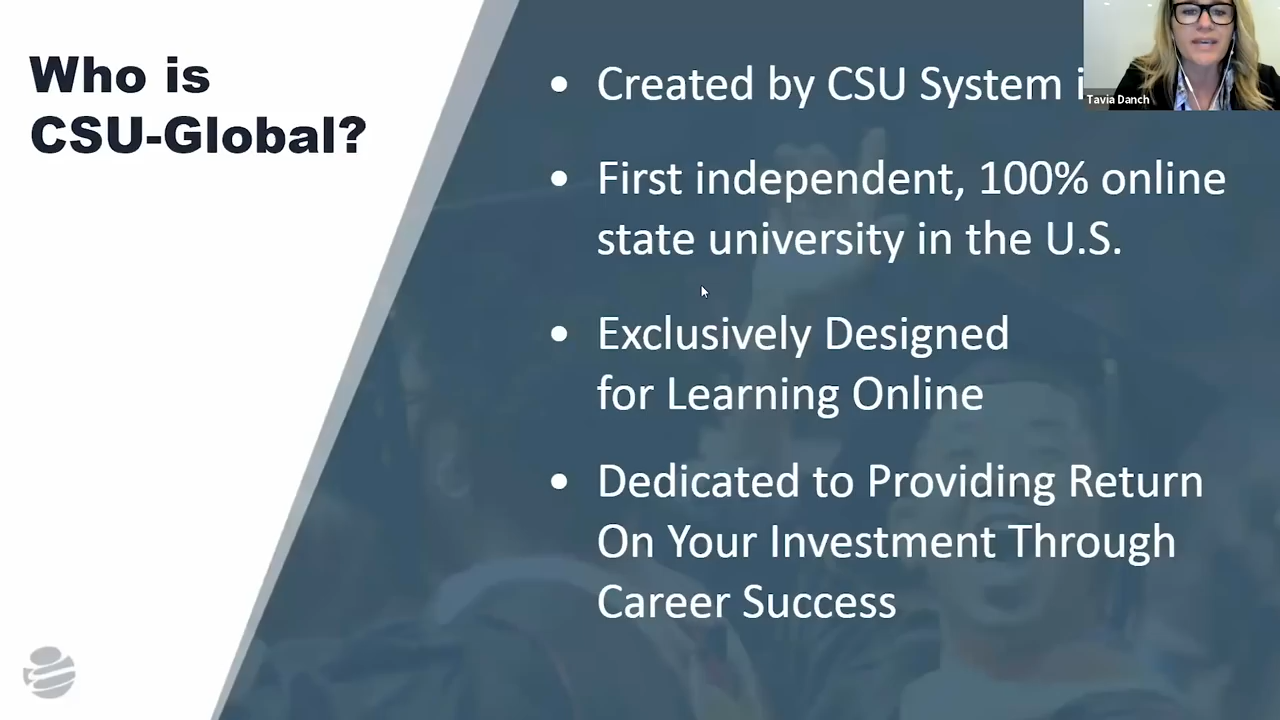 Who is
CSU-Global?
• Created by CSU System
Tavia Danch
• First independent, 100% online
state university in the U.S.
• Exclusively Designed
for Learning Online
• Dedicated to Providing Return
On Your Investment Through
Career Success